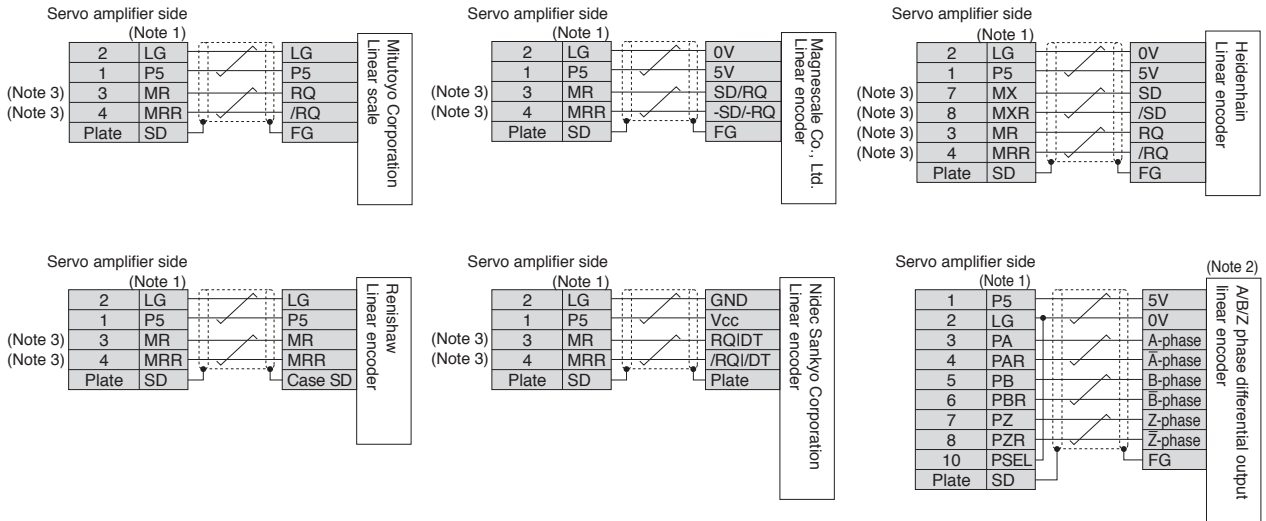 Servo amplifier side
(Note 1)
2 LG LG
1 P5 P5
(Note 3) 3 MR RQ
(Note 3) 4 MRR /RQ
Plate SD FG
Mitutoyo Corporation
Linear scale
Servo amplifier side
(Note 1)
2 LG 0V
1 P5 5V
(Note 3) 3 MR SD/RQ
(Note 3) 4 MRR -SD/-RQ
Plate SD FG
Magnescale Co., Ltd.
Linear encoder
Servo amplifier side
(Note 1)
2 LG 0V
1 P5 5V
(Note 3) 7 MX SD
(Note 3) 8 MXR /SD
(Note 3) 3 MR RQ
(Note 3) 4 MRR /RQ
Plate SD FG
Heidenhain
Linear encoder
Servo amplifier side
(Note 1)
2 LG LG
1 P5 P5
(Note 3) 3 MR MR
(Note 3) 4 MRR MRR
Plate SD Case SD
Renishaw
Linear encoder
Servo amplifier side
(Note 1)
2 LG GND
1 P5 Vcc
(Note 3) 3 MR RQIDT
(Note 3) 4 MRR /RQI/DT
Plate SD Plate
Nidec Sankyo Corporation
Linear encoder
Servo amplifier side
(Note 1)
(Note 2)
1 P5 5V
2 LG 0V
3 PA A-phase
4 PAR A̅-phase
5 PB B-phase
6 PBR B̅-phase
7 PZ Z-phase
8 PZR Z̅-phase
10 PSEL FG
Plate SD
A/B/Z phase differential output
linear encoder